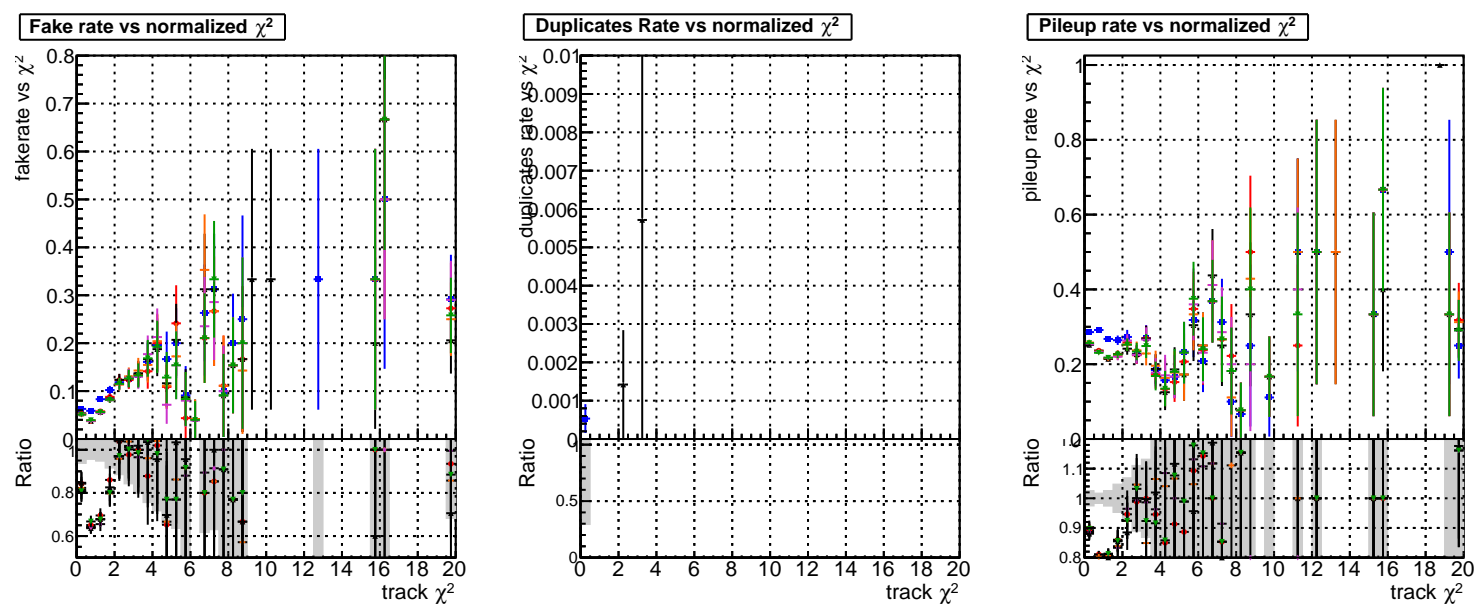 Fake rate vs normalized χ²
fakerate vs χ²
0.8
0.7
0.6
0.5
0.4
0.3
0.2
0.1
0
Ratio
1
0.8
0.6
0 2 4 6 8 10 12 14 16 18 20
track χ²
Duplicates Rate vs normalized χ²
duplicates rate vs χ²
0.01
0.009
0.008
0.007
0.006
0.005
0.004
0.003
0.002
0.001
0
Ratio
0.5
0
0 2 4 6 8 10 12 14 16 18 20
track χ²
Pileup rate vs normalized χ²
pileup rate vs χ²
1
0.8
0.6
0.4
0.2
Ratio
1.1
1
0.9
0.8
0 2 4 6 8 10 12 14 16 18 20
track χ²